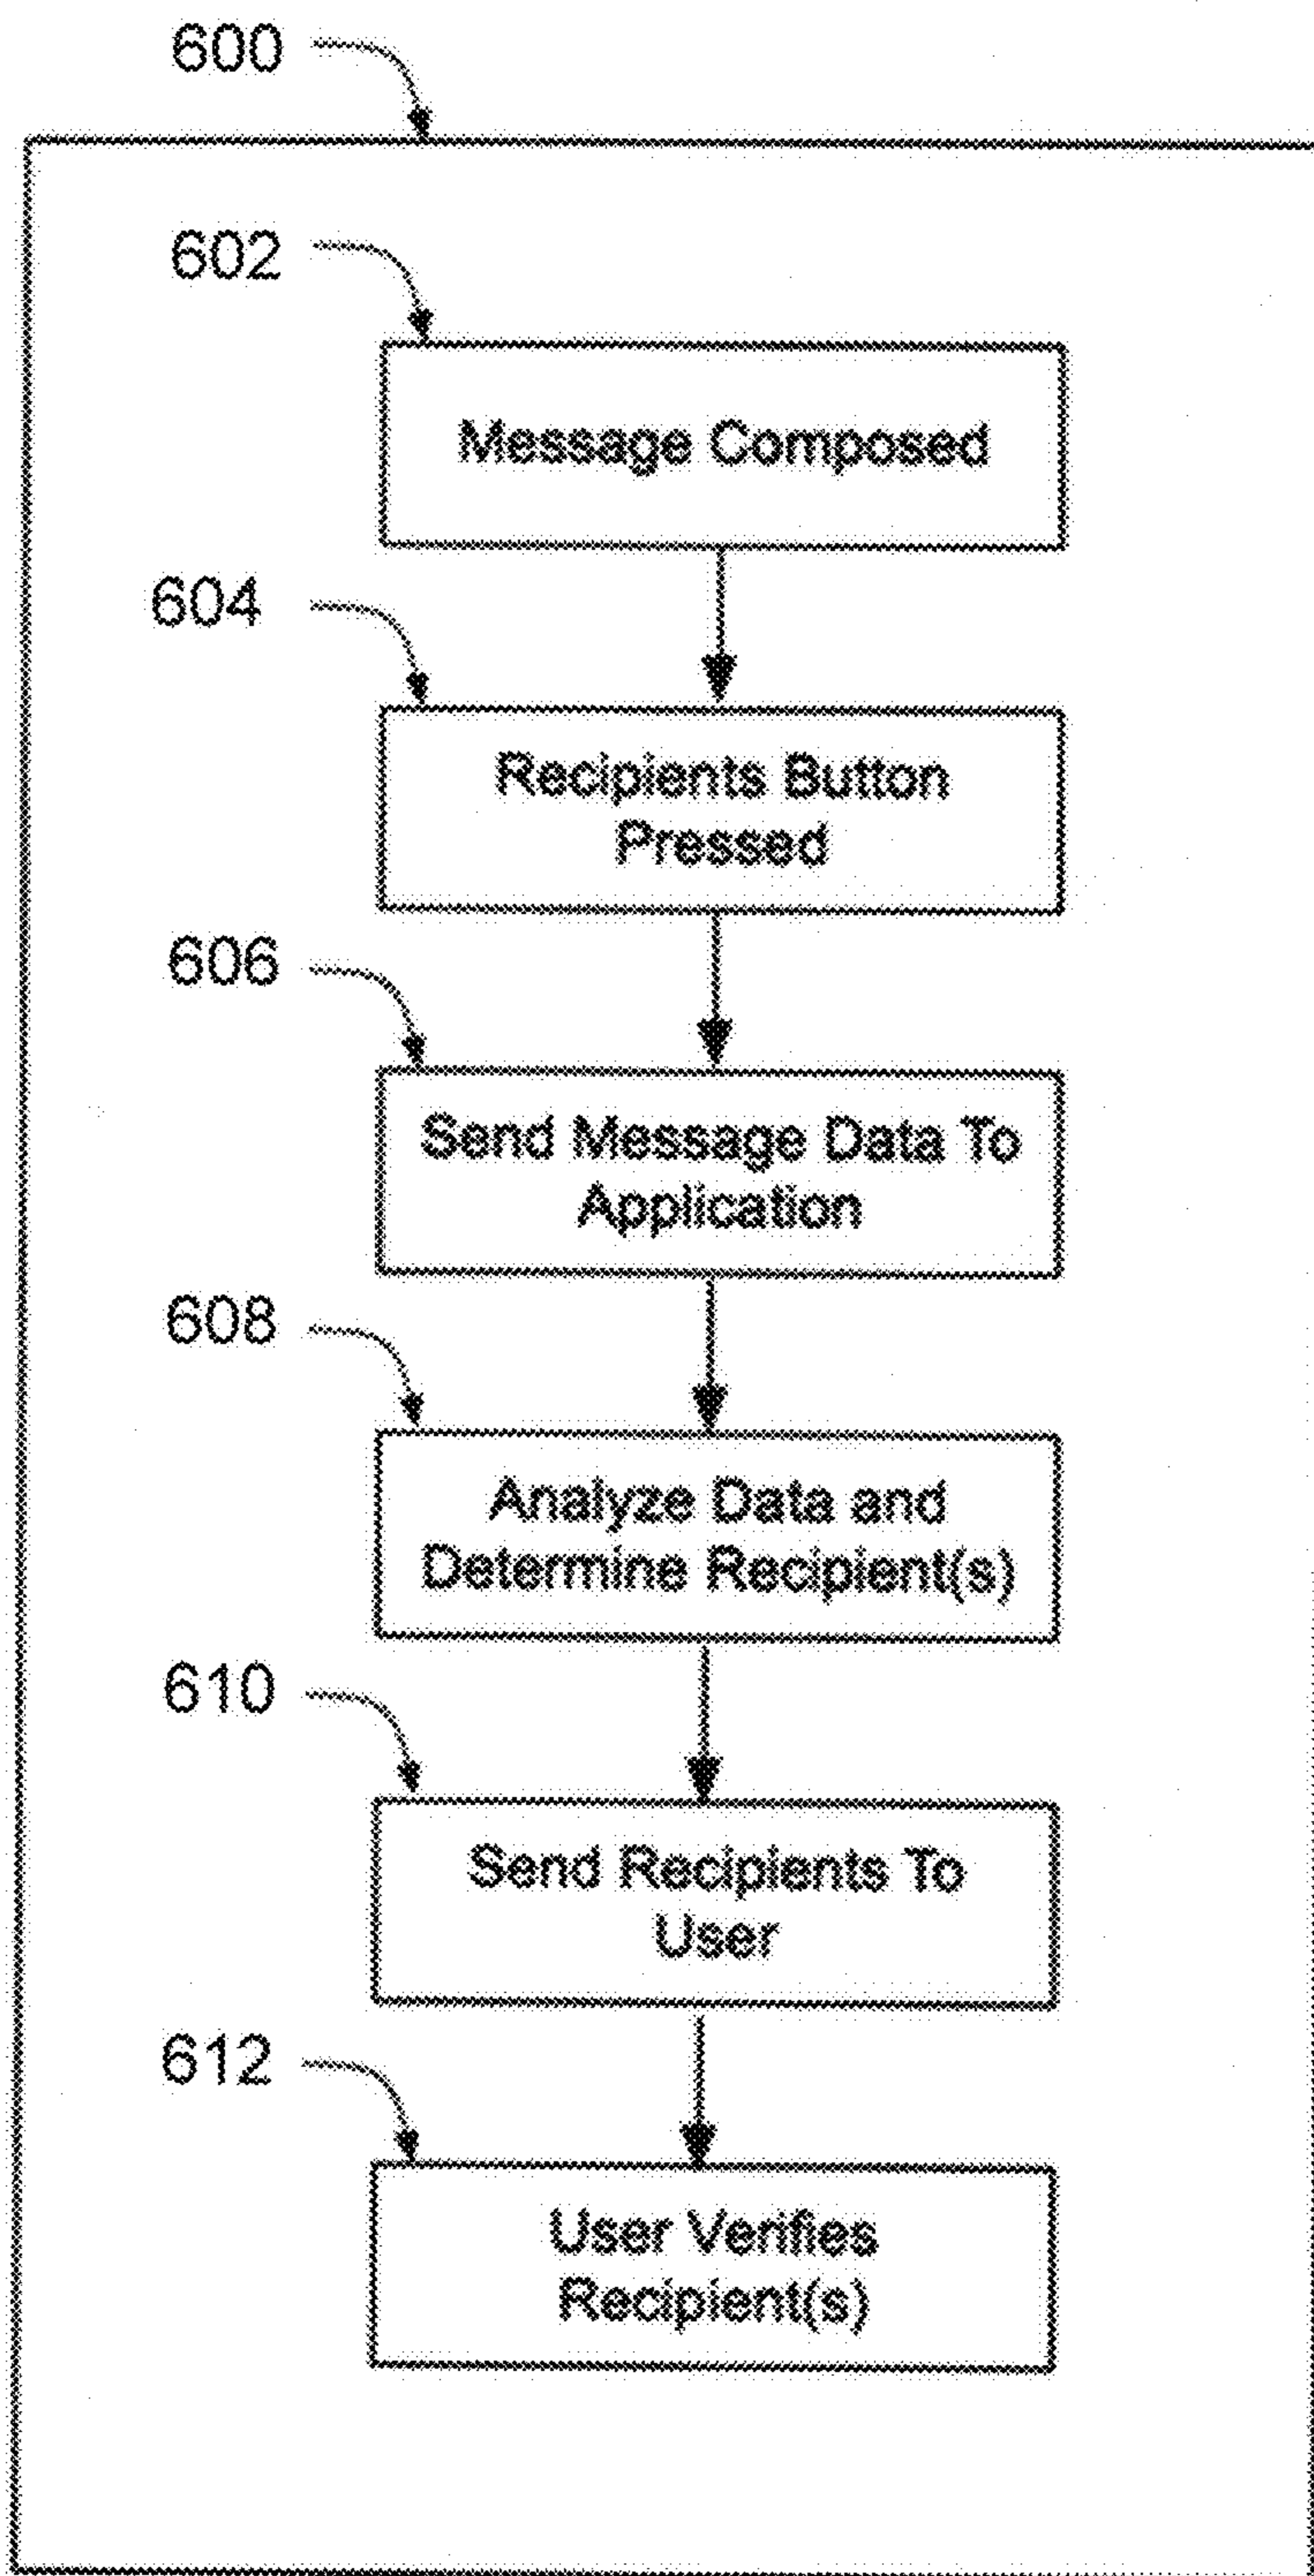 600
602
Message Composed
604
Recipients Button
Pressed
606
Send Message Data To
Application
608
Analyze Data and
Determine Recipient(s)
610
Send Recipients To
User
612
User Verifies
Recipient(s)